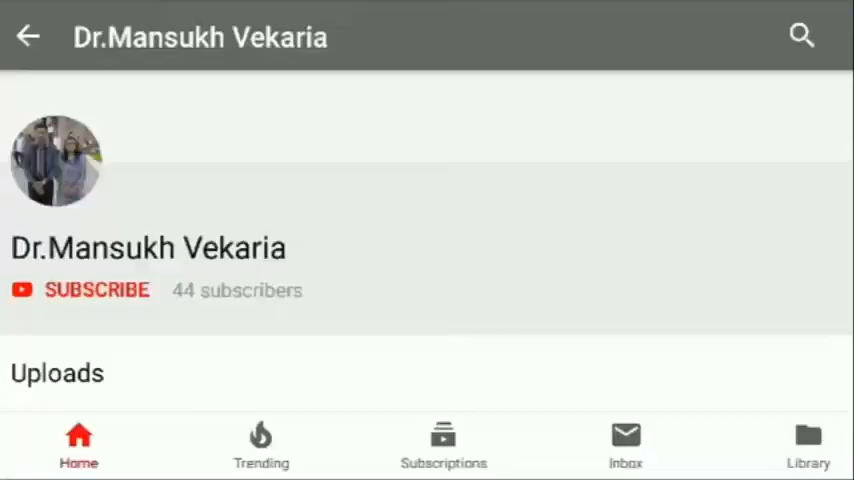 Dr.Mansukh Vekaria
Dr.Mansukh Vekaria
SUBSCRIBE 44 subscribers
Uploads
Home Trending Subscriptions Inbox Library